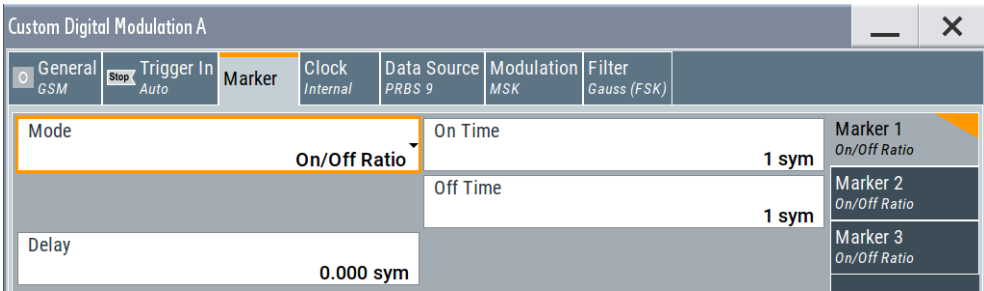 Custom Digital Modulation A
O General
GSM
Stop Trigger In
Auto
Marker
Clock
Internal
Data Source
PRBS 9
Modulation
MSK
Filter
Gauss (FSK)
Mode
On/Off Ratio
On Time
1 sym
Off Time
1 sym
Delay
0.000 sym
Marker 1
On/Off Ratio
Marker 2
On/Off Ratio
Marker 3
On/Off Ratio